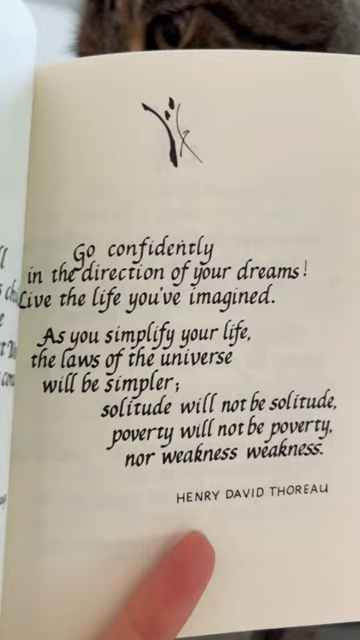 Go confidently
in the direction of your dreams!
Live the life you've imagined.
As you simplify your life,
the laws of the universe
will be simpler;
solitude will not be solitude,
poverty will not be poverty,
nor weakness weakness.
HENRY DAVID THOREAU